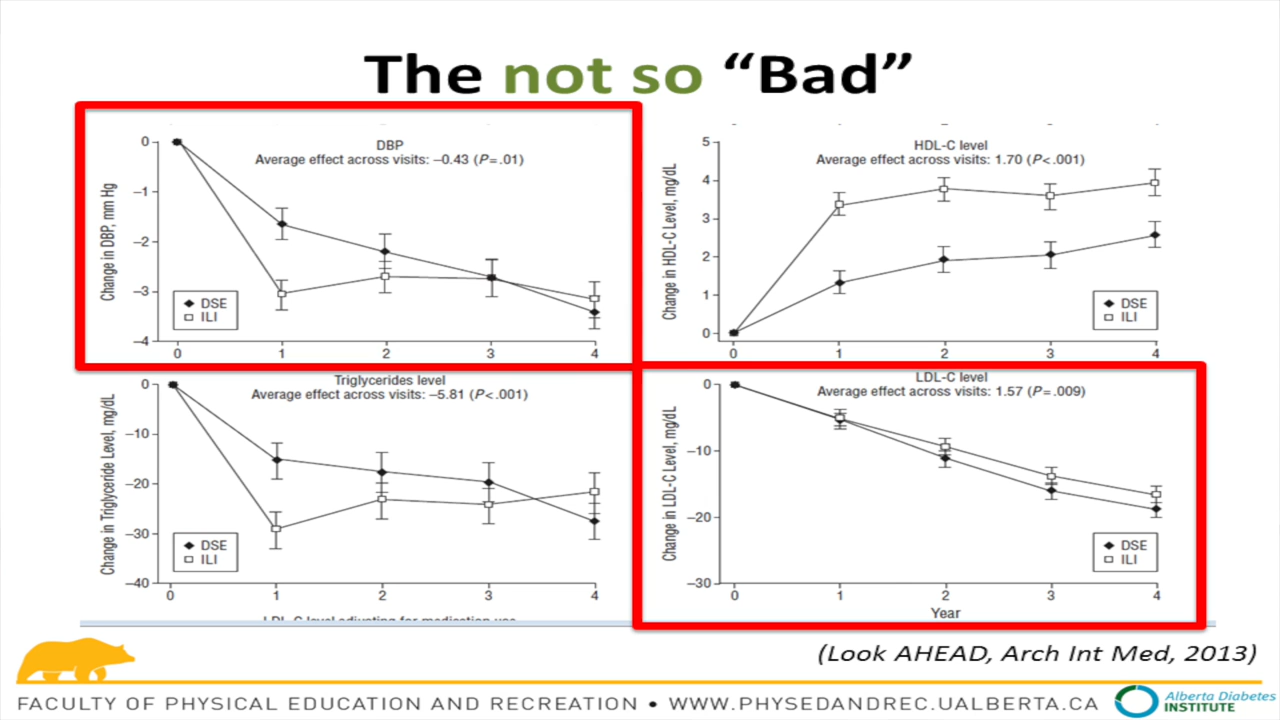 The not so “Bad”
DBP
Average effect across visits: –0.43 (P=.01)
Change in DBP, mm Hg
0
–1
–2
–3
–4
DSE
ILI
0 1 2 3 4
HDL-C level
Average effect across visits: 1.70 (P<.001)
Change in HDL-C Level, mg/dL
5
4
3
2
1
0
DSE
ILI
0 1 2 3 4
Triglycerides level
Average effect across visits: –5.81 (P<.001)
Change in Triglyceride Level, mg/dL
0
–10
–20
–30
–40
DSE
ILI
0 1 2 3 4
LDL-C level
Average effect across visits: 1.57 (P=.009)
Change in LDL-C Level, mg/dL
0
–10
–20
–30
DSE
ILI
0 1 2 3 4
Year
LDL-C level adjusting for medication use
(Look AHEAD, Arch Int Med, 2013)
FACULTY OF PHYSICAL EDUCATION AND RECREATION • WWW.PHYSEDANDREC.UALBERTA.CA
Alberta Diabetes
INSTITUTE